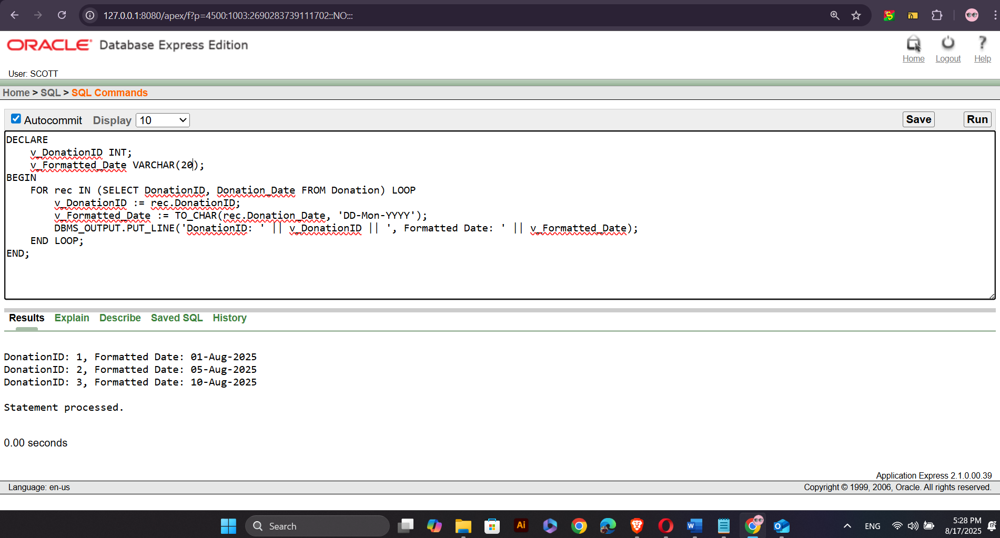 127.0.0.1:8080/apex/f?p=4500:1003:2690283739111702::NO:::
ORACLE Database Express Edition
Home Logout Help
User: SCOTT
Home > SQL > SQL Commands
Autocommit Display 10 Save Run
DECLARE
    v_DonationID INT;
    v_Formatted_Date VARCHAR(20);
BEGIN
    FOR rec IN (SELECT DonationID, Donation_Date FROM Donation) LOOP
        v_DonationID := rec.DonationID;
        v_Formatted_Date := TO_CHAR(rec.Donation_Date, 'DD-Mon-YYYY');
        DBMS_OUTPUT.PUT_LINE('DonationID: ' || v_DonationID || ', Formatted Date: ' || v_Formatted_Date);
    END LOOP;
END;
Results Explain Describe Saved SQL History
DonationID: 1, Formatted Date: 01-Aug-2025
DonationID: 2, Formatted Date: 05-Aug-2025
DonationID: 3, Formatted Date: 10-Aug-2025
Statement processed.
0.00 seconds
Application Express 2.1.0.00.39
Language: en-us Copyright © 1999, 2006, Oracle. All rights reserved.
Search Ai ENG 5:28 PM
8/17/2025